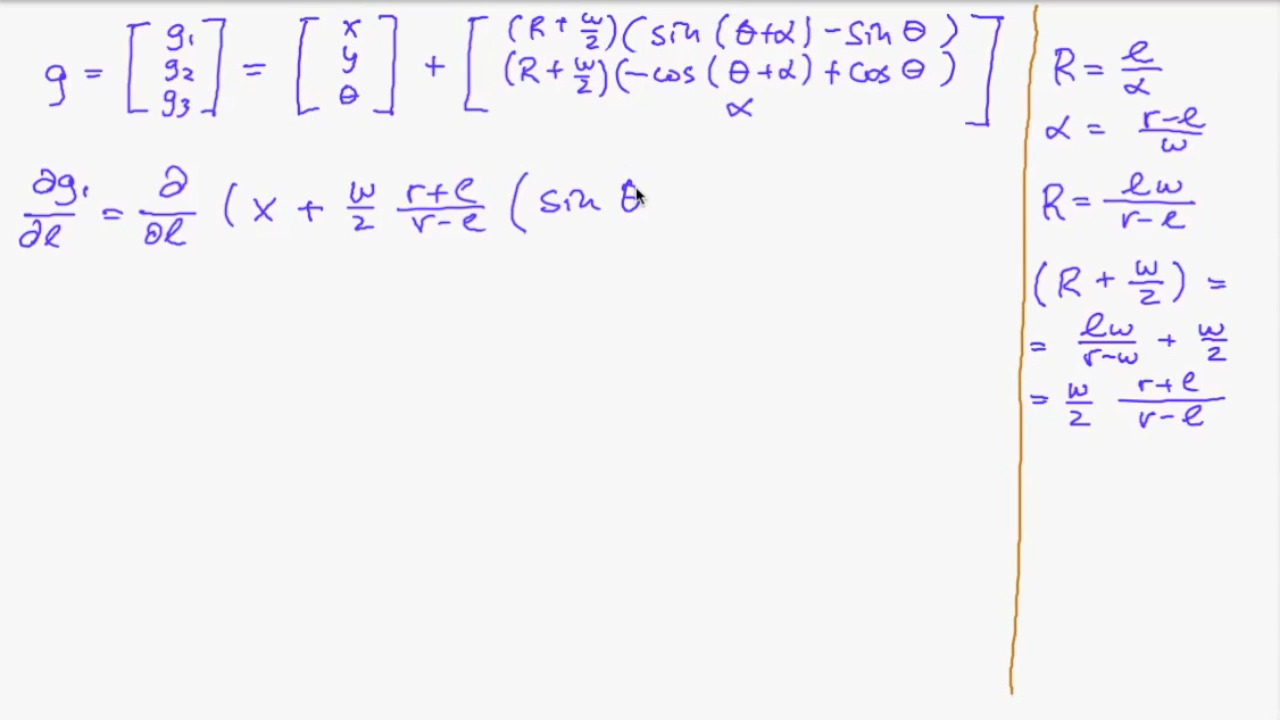 g = [ g₁ g₂ g₃ ] = [ x y θ ] + [ (R + w/2)(sin (θ+α) − sin θ) (R + w/2)(−cos (θ+α) + cos θ) α ]
∂g₁/∂l = ∂/∂l ( x + w/2 r+l/r−l ( sin θ
R = l/α
α = r−l/w
R = lw/r−l
(R + w/2) =
= lw/r−w + w/2
= w/2 r+l/r−l